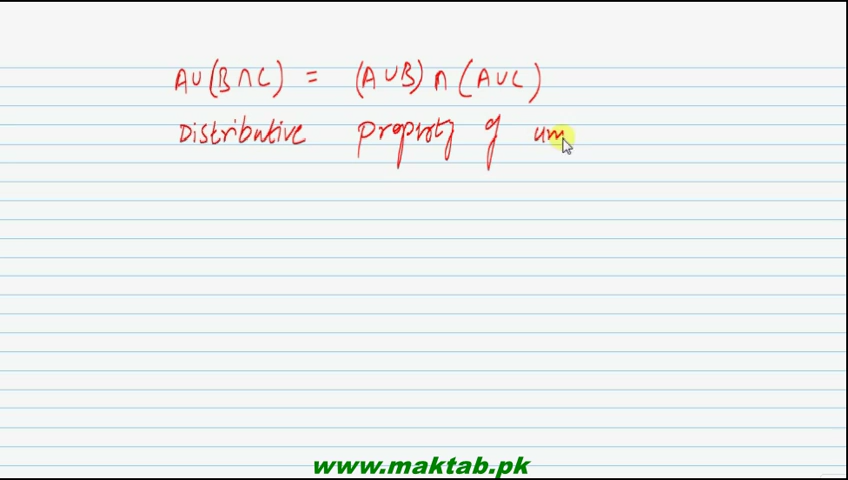 A∪(B∩C) = (A∪B)∩(A∪C)
Distributive property of un
www.maktab.pk